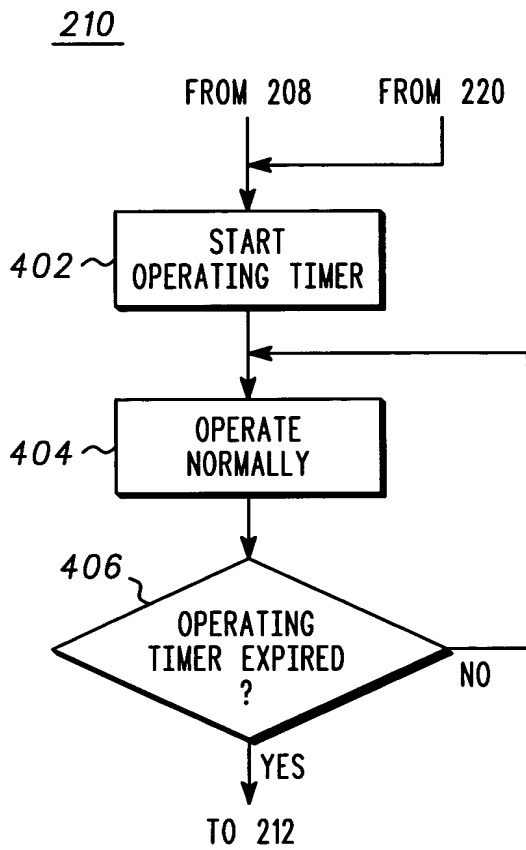 210
FROM 208
FROM 220
402
START
OPERATING TIMER
404
OPERATE
NORMALLY
406
OPERATING
TIMER EXPIRED
?
NO
YES
TO 212